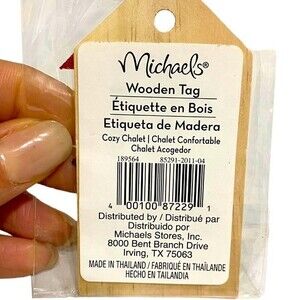 Michaels®
Wooden Tag
Étiquette en Bois
Etiqueta de Madera
Cozy Chalet | Chalet Confortable
Chalet Acogedor
189564 85291-2011-04
4 00100 87229 1
Distributed by / Distribué par
Distribuido por
Michaels Stores, Inc.
8000 Bent Branch Drive
Irving, TX 75063
MADE IN THAILAND / FABRIQUÉ EN THAÏLANDE
HECHO EN TAILANDIA